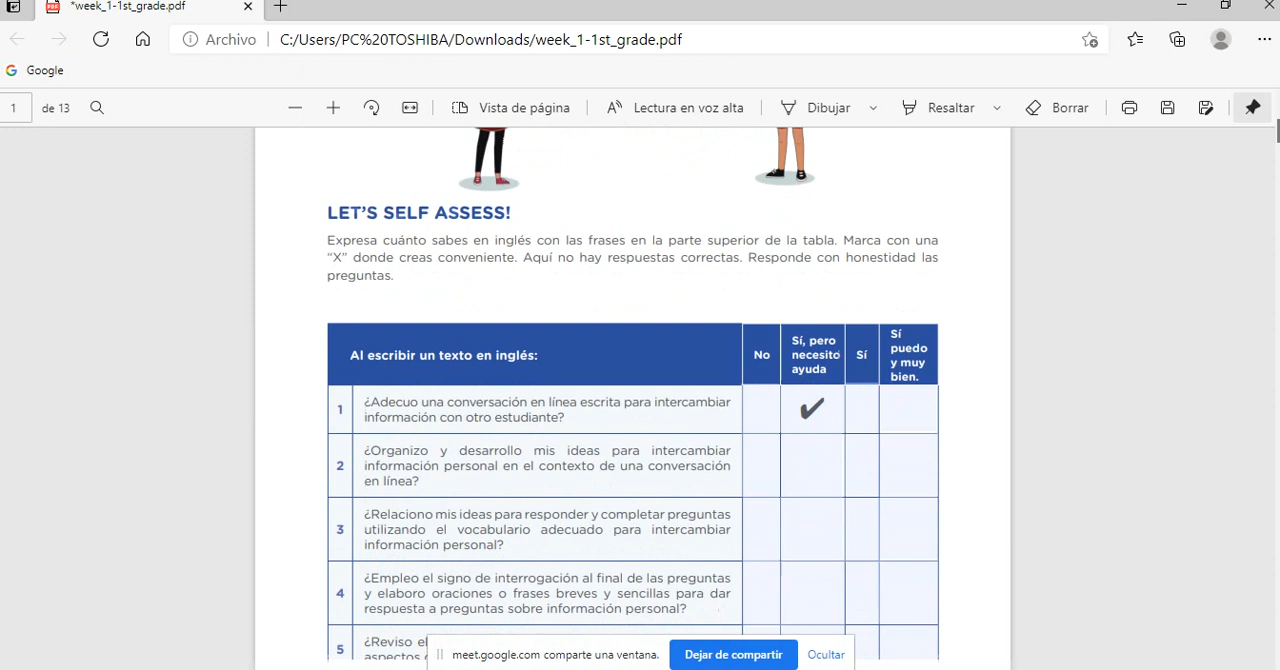 *week_1-1st_grade.pdf
Archivo C:/Users/PC%20TOSHIBA/Downloads/week_1-1st_grade.pdf
G Google
1 de 13 Vista de página Lectura en voz alta Dibujar Resaltar Borrar
LET'S SELF ASSESS!
Expresa cuánto sabes en inglés con las frases en la parte superior de la tabla. Marca con una
"X" donde creas conveniente. Aquí no hay respuestas correctas. Responde con honestidad las
preguntas.
Al escribir un texto en inglés:
No
Sí, pero
necesito
ayuda
Sí
Sí
puedo
y muy
bien.
1
¿Adecuo una conversación en línea escrita para intercambiar
información con otro estudiante?
2
¿Organizo y desarrollo mis ideas para intercambiar
información personal en el contexto de una conversación
en línea?
3
¿Relaciono mis ideas para responder y completar preguntas
utilizando el vocabulario adecuado para intercambiar
información personal?
4
¿Empleo el signo de interrogación al final de las preguntas
y elaboro oraciones o frases breves y sencillas para dar
respuesta a preguntas sobre información personal?
5
¿Reviso el
aspectos
meet.google.com comparte una ventana. Dejar de compartir Ocultar